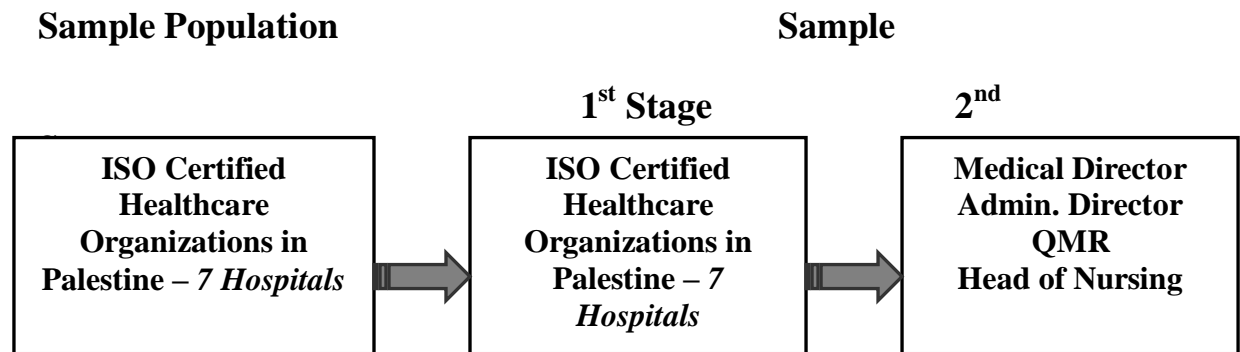 Sample Population Sample
1st Stage 2nd
ISO Certified
Healthcare
Organizations in
Palestine – 7 Hospitals
ISO Certified
Healthcare
Organizations in
Palestine – 7
Hospitals
Medical Director
Admin. Director
QMR
Head of Nursing